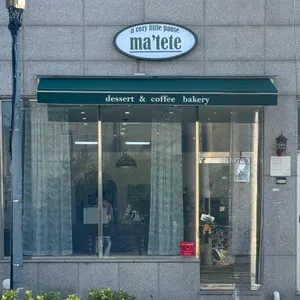 a cozy little pause
ma'tete
dessert & coffee bakery